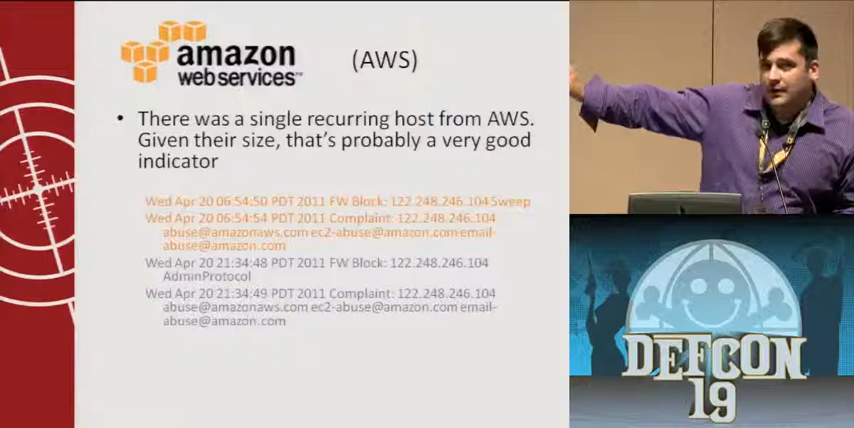 amazon
webservices™
(AWS)
• There was a single recurring host from AWS.
Given their size, that's probably a very good
indicator
Wed Apr 20 06:54:50 PDT 2011 FW Block: 122.248.246.104 Sweep
Wed Apr 20 06:54:54 PDT 2011 Complaint: 122.248.246.104
abuse@amazonaws.com ec2-abuse@amazon.com email-
abuse@amazon.com
Wed Apr 20 21:34:48 PDT 2011 FW Block: 122.248.246.104
AdminProtocol
Wed Apr 20 21:34:49 PDT 2011 Complaint: 122.248.246.104
abuse@amazonaws.com ec2-abuse@amazon.com email-
abuse@amazon.com
DEFCON
19